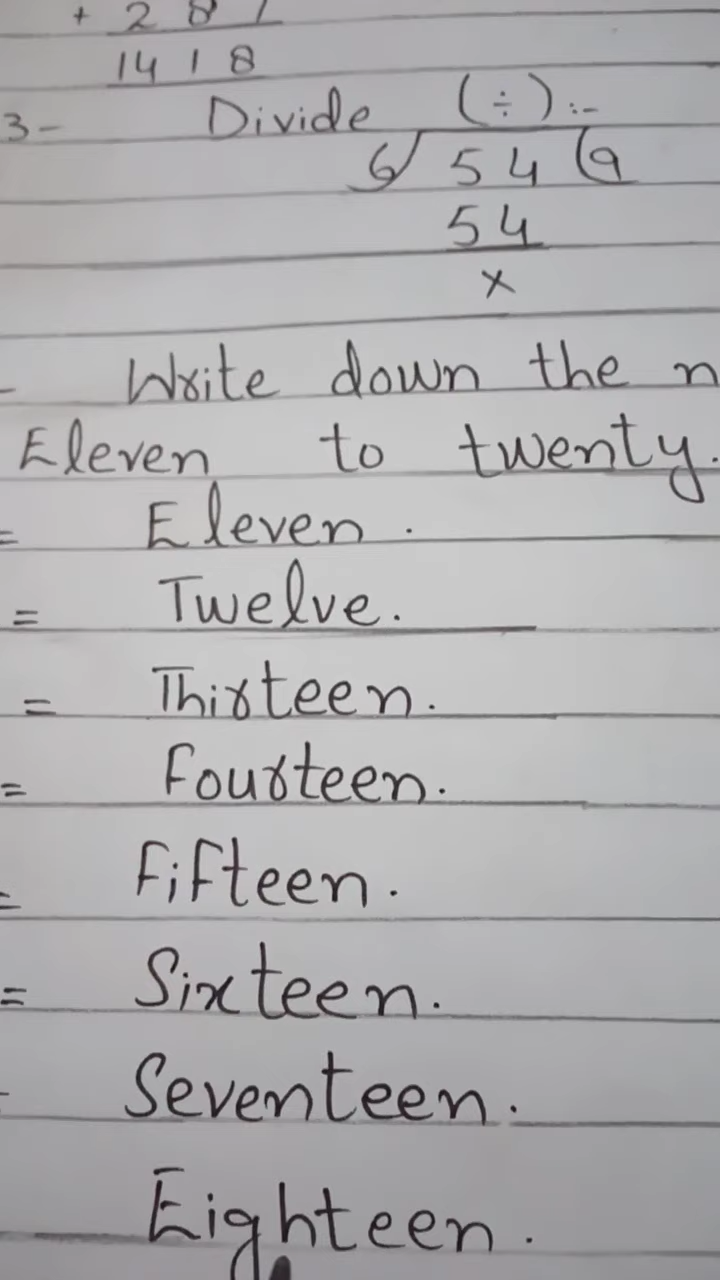 + 2 8
14 1 8
3- Divide (÷):-
6) 54 (9
54
×
- Write down the n
Eleven to twenty.
= Eleven.
= Twelve.
= Thirteen.
= Fourteen.
= Fifteen.
= Sixteen.
- Seventeen.
Eighteen.